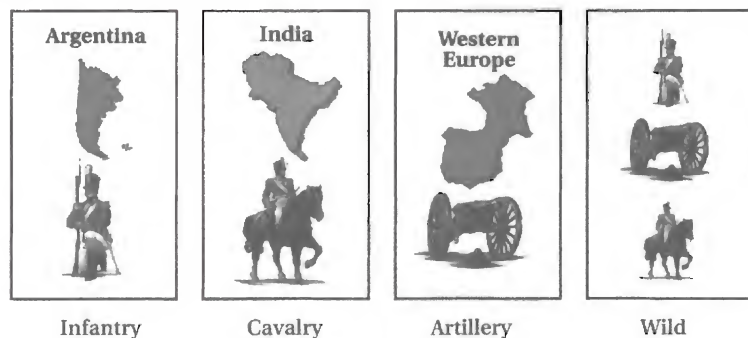 Argentina
India
Western
Europe
Infantry
Cavalry
Artillery
Wild